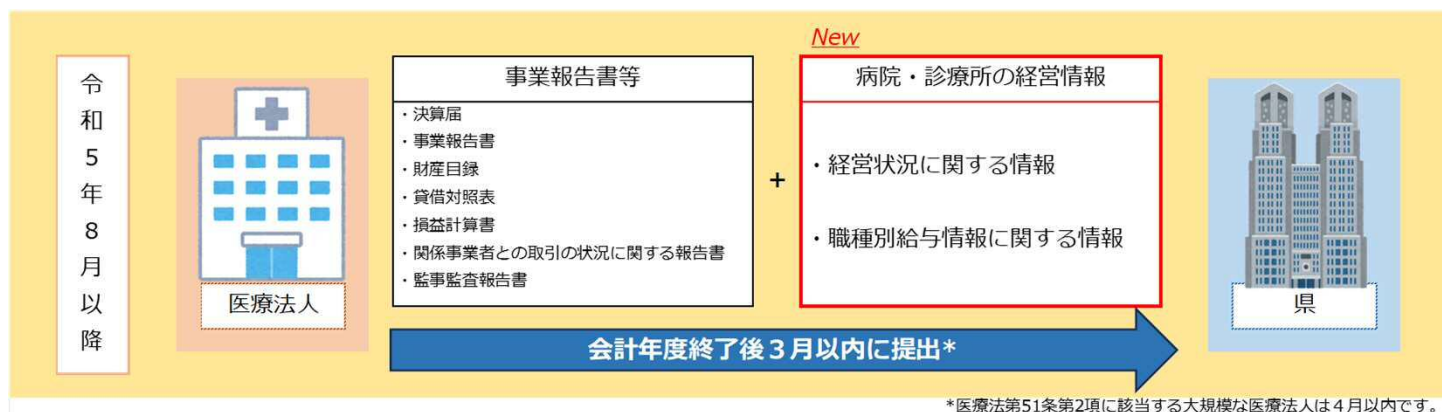 令和5年8月以降
医療法人
事業報告書等
・決算届
・事業報告書
・財産目録
・貸借対照表
・損益計算書
・関係事業者との取引の状況に関する報告書
・監事監査報告書
+
New
病院・診療所の経営情報
・経営状況に関する情報
・職種別給与情報に関する情報
県
会計年度終了後３月以内に提出*
*医療法第51条第2項に該当する大規模な医療法人は４月以内です。